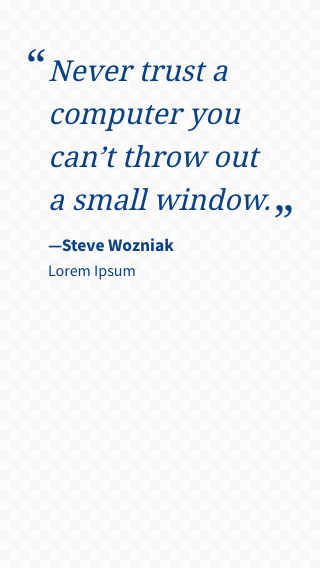 “Never trust a
computer you
can’t throw out
a small window.”
—Steve Wozniak
Lorem Ipsum